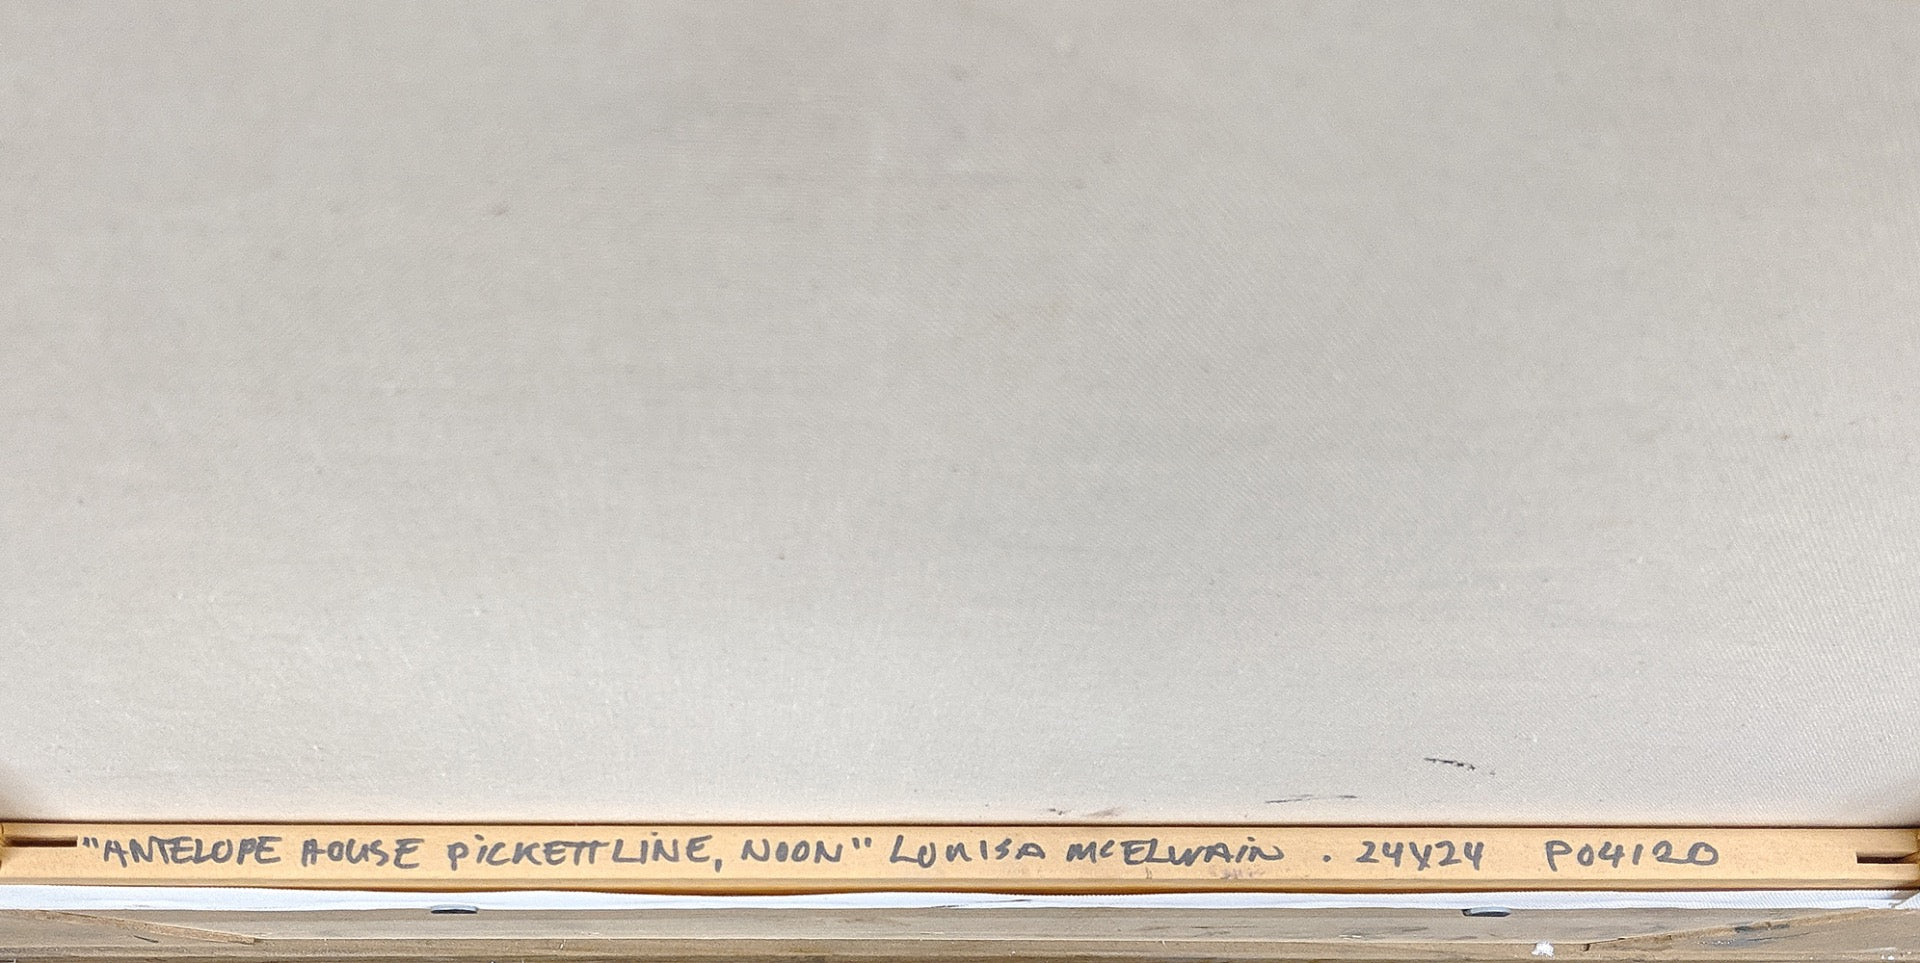 "ANTELOPE HOUSE PiCKETTLiNE, NOON" LOUISA MCELWAiN . 24X24 P04120